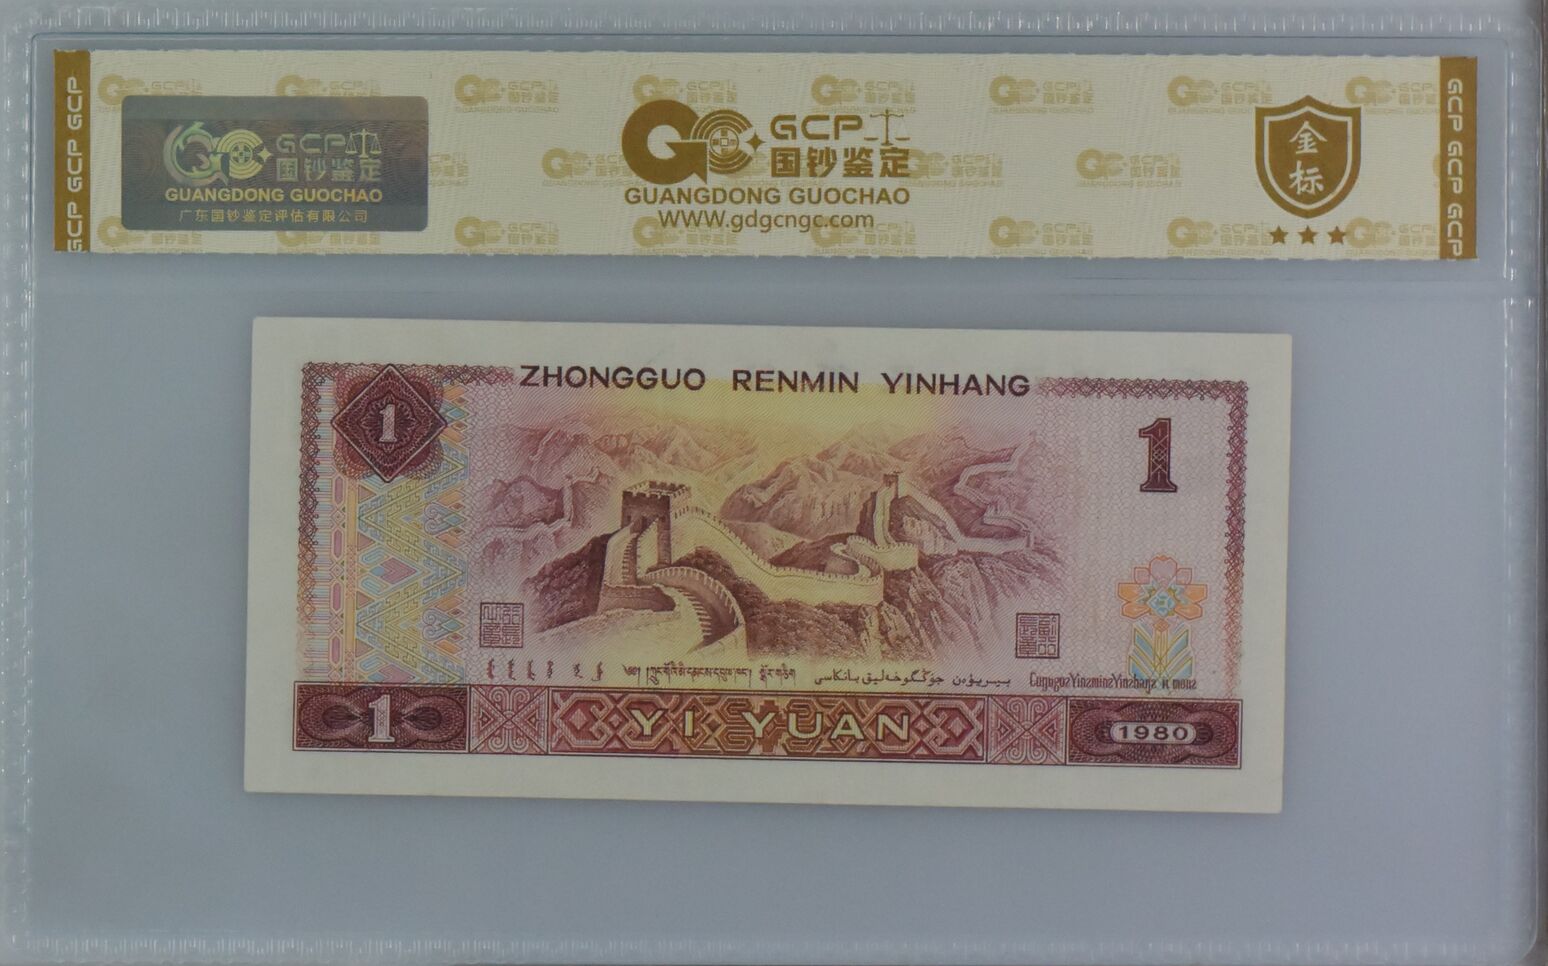 GCP GCP GCP
GCP
国钞鉴定
GUANGDONG GUOCHAO
广东国钞鉴定评估有限公司
GCP
国钞鉴定
GUANGDONG GUOCHAO
WWW.gdgcngc.com
金标
GCP GCP GCP
ZHONGGUO RENMIN YINHANG
1
1
1
YI YUAN
1980